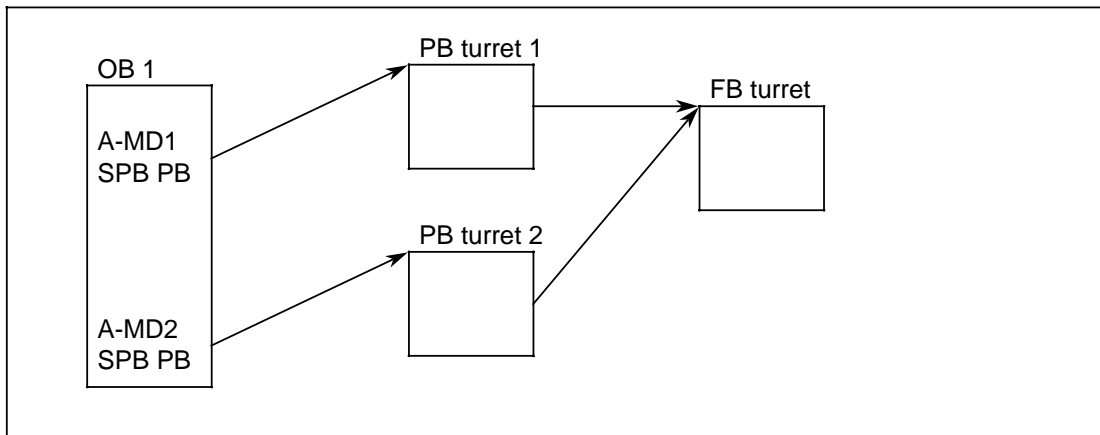 OB 1
A-MD1
SPB PB
A-MD2
SPB PB
PB turret 1
PB turret 2
FB turret